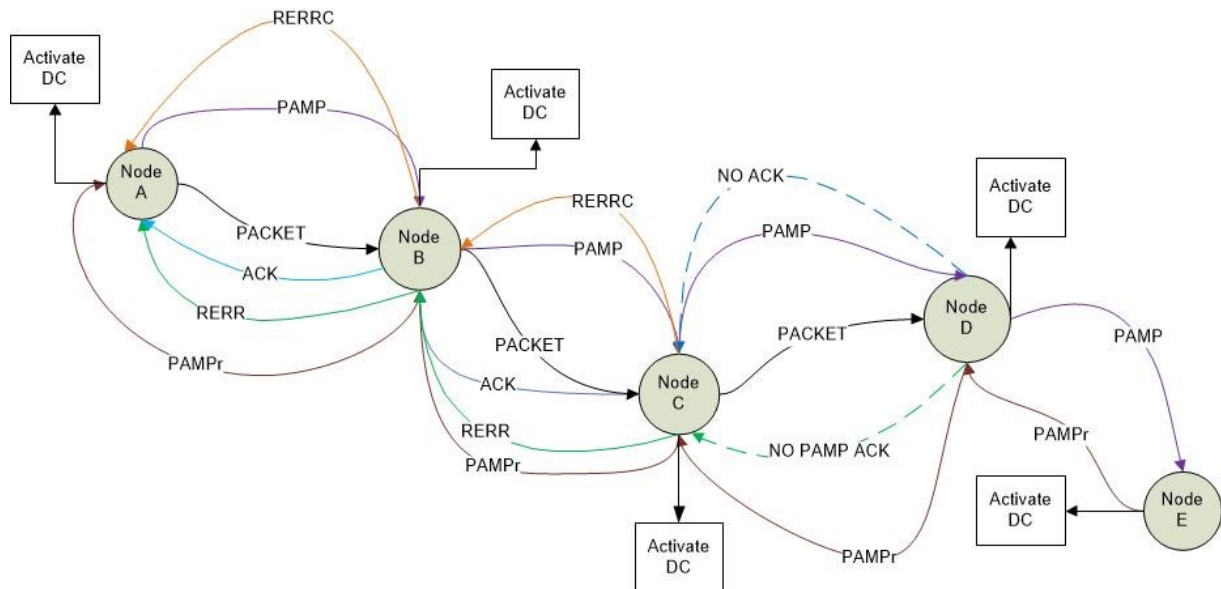 RERRC
Activate
DC
PAMP
Activate
DC
Node
A
PACKET
ACK
RERR
PAMPr
Node
B
RERRC
PAMP
NO ACK
PAMP
Activate
DC
PACKET
ACK
RERR
PAMPr
Node
C
PACKET
Node
D
PAMP
NO PAMP ACK
PAMPr
Activate
DC
Node
E
Activate
DC
PAMPr